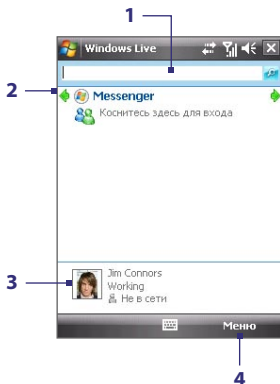 1
Windows Live
2
Messenger
Коснитесь здесь для входа
3
Jim Connors
Working
Не в сети
Меню
4